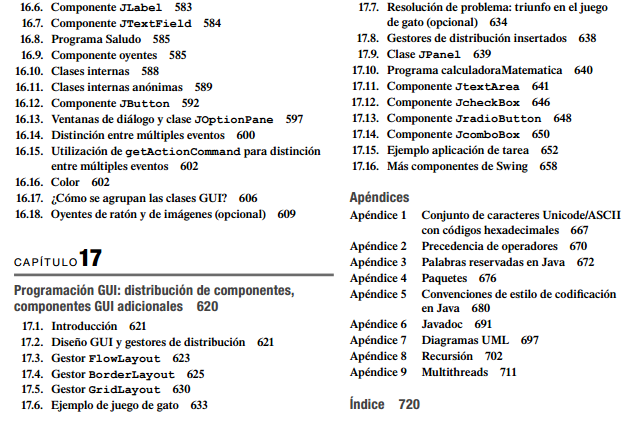 16.6. Componente JLabel 583
16.7. Componente JTextField 584
16.8. Programa Saludo 585
16.9. Componente oyentes 585
16.10. Clases internas 588
16.11. Clases internas anónimas 589
16.12. Componente JButton 592
16.13. Ventanas de diálogo y clase JOptionPane 597
16.14. Distinción entre múltiples eventos 600
16.15. Utilización de getActionCommand para distinción
entre múltiples eventos 602
16.16. Color 602
16.17. ¿Cómo se agrupan las clases GUI? 606
16.18. Oyentes de ratón y de imágenes (opcional) 609
CAPÍTULO 17
Programación GUI: distribución de componentes,
componentes GUI adicionales 620
17.1. Introducción 621
17.2. Diseño GUI y gestores de distribución 621
17.3. Gestor FlowLayout 623
17.4. Gestor BorderLayout 625
17.5. Gestor GridLayout 630
17.6. Ejemplo de juego de gato 633
17.7. Resolución de problema: triunfo en el juego
de gato (opcional) 634
17.8. Gestores de distribución insertados 638
17.9. Clase JPanel 639
17.10. Programa calculadoraMatematica 640
17.11. Componente JtextArea 641
17.12. Componente JcheckBox 646
17.13. Componente JradioButton 648
17.14. Componente JcomboBox 650
17.15. Ejemplo aplicación de tarea 652
17.16. Más componentes de Swing 658
Apéndices
Apéndice 1 Conjunto de caracteres Unicode/ASCII
con códigos hexadecimales 667
Apéndice 2 Precedencia de operadores 670
Apéndice 3 Palabras reservadas en Java 672
Apéndice 4 Paquetes 676
Apéndice 5 Convenciones de estilo de codificación
en Java 680
Apéndice 6 Javadoc 691
Apéndice 7 Diagramas UML 697
Apéndice 8 Recursión 702
Apéndice 9 Multithreads 711
Índice 720